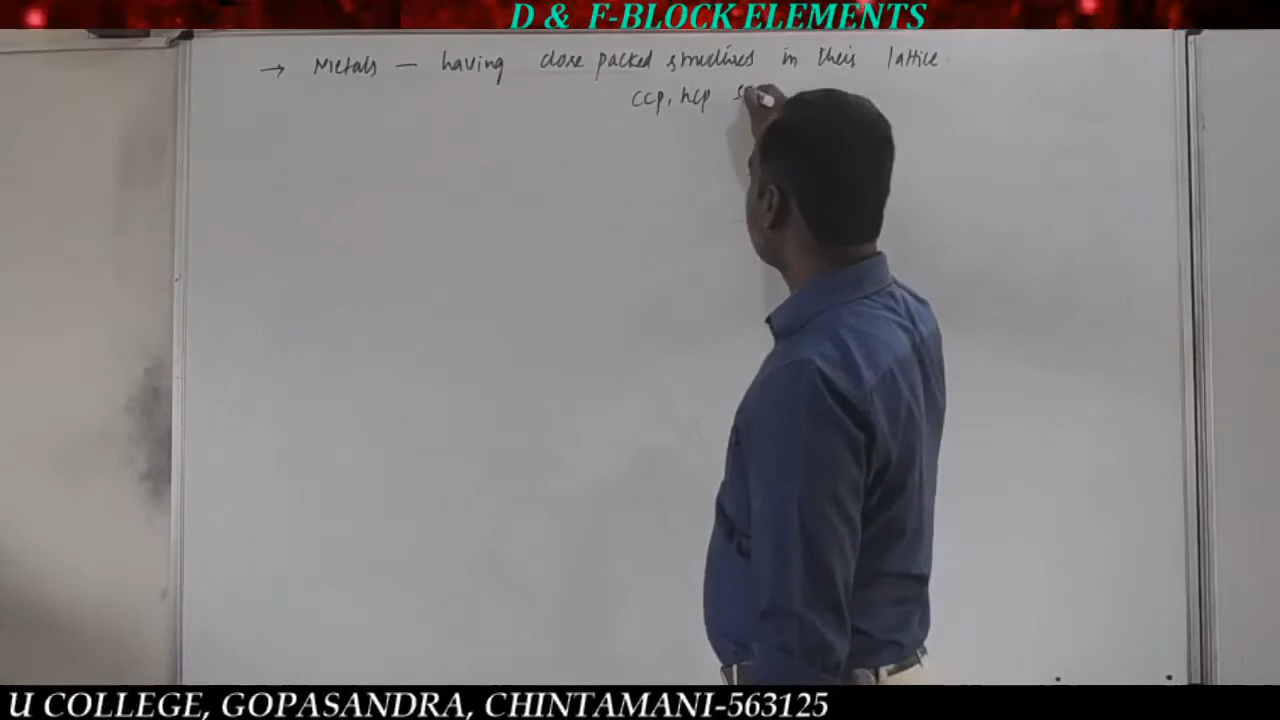 D & F-BLOCK ELEMENTS
→ Metals — having close packed structures in their lattice
ccp, hcp
U COLLEGE, GOPASANDRA, CHINTAMANI-563125